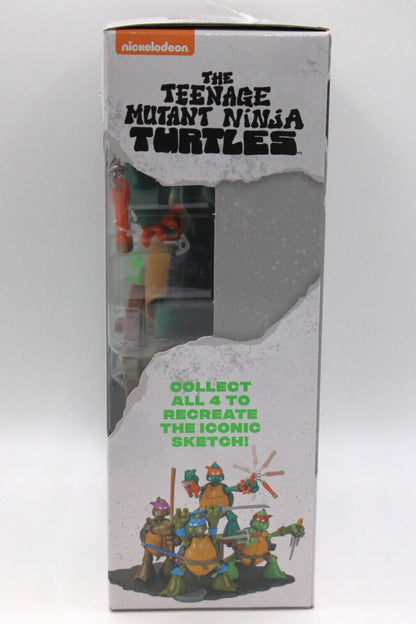 nickelodeon
THE
TEENAGE
MUTANT NINJA
TURTLES
COLLECT
ALL 4 TO
RECREATE
THE ICONIC
SKETCH!